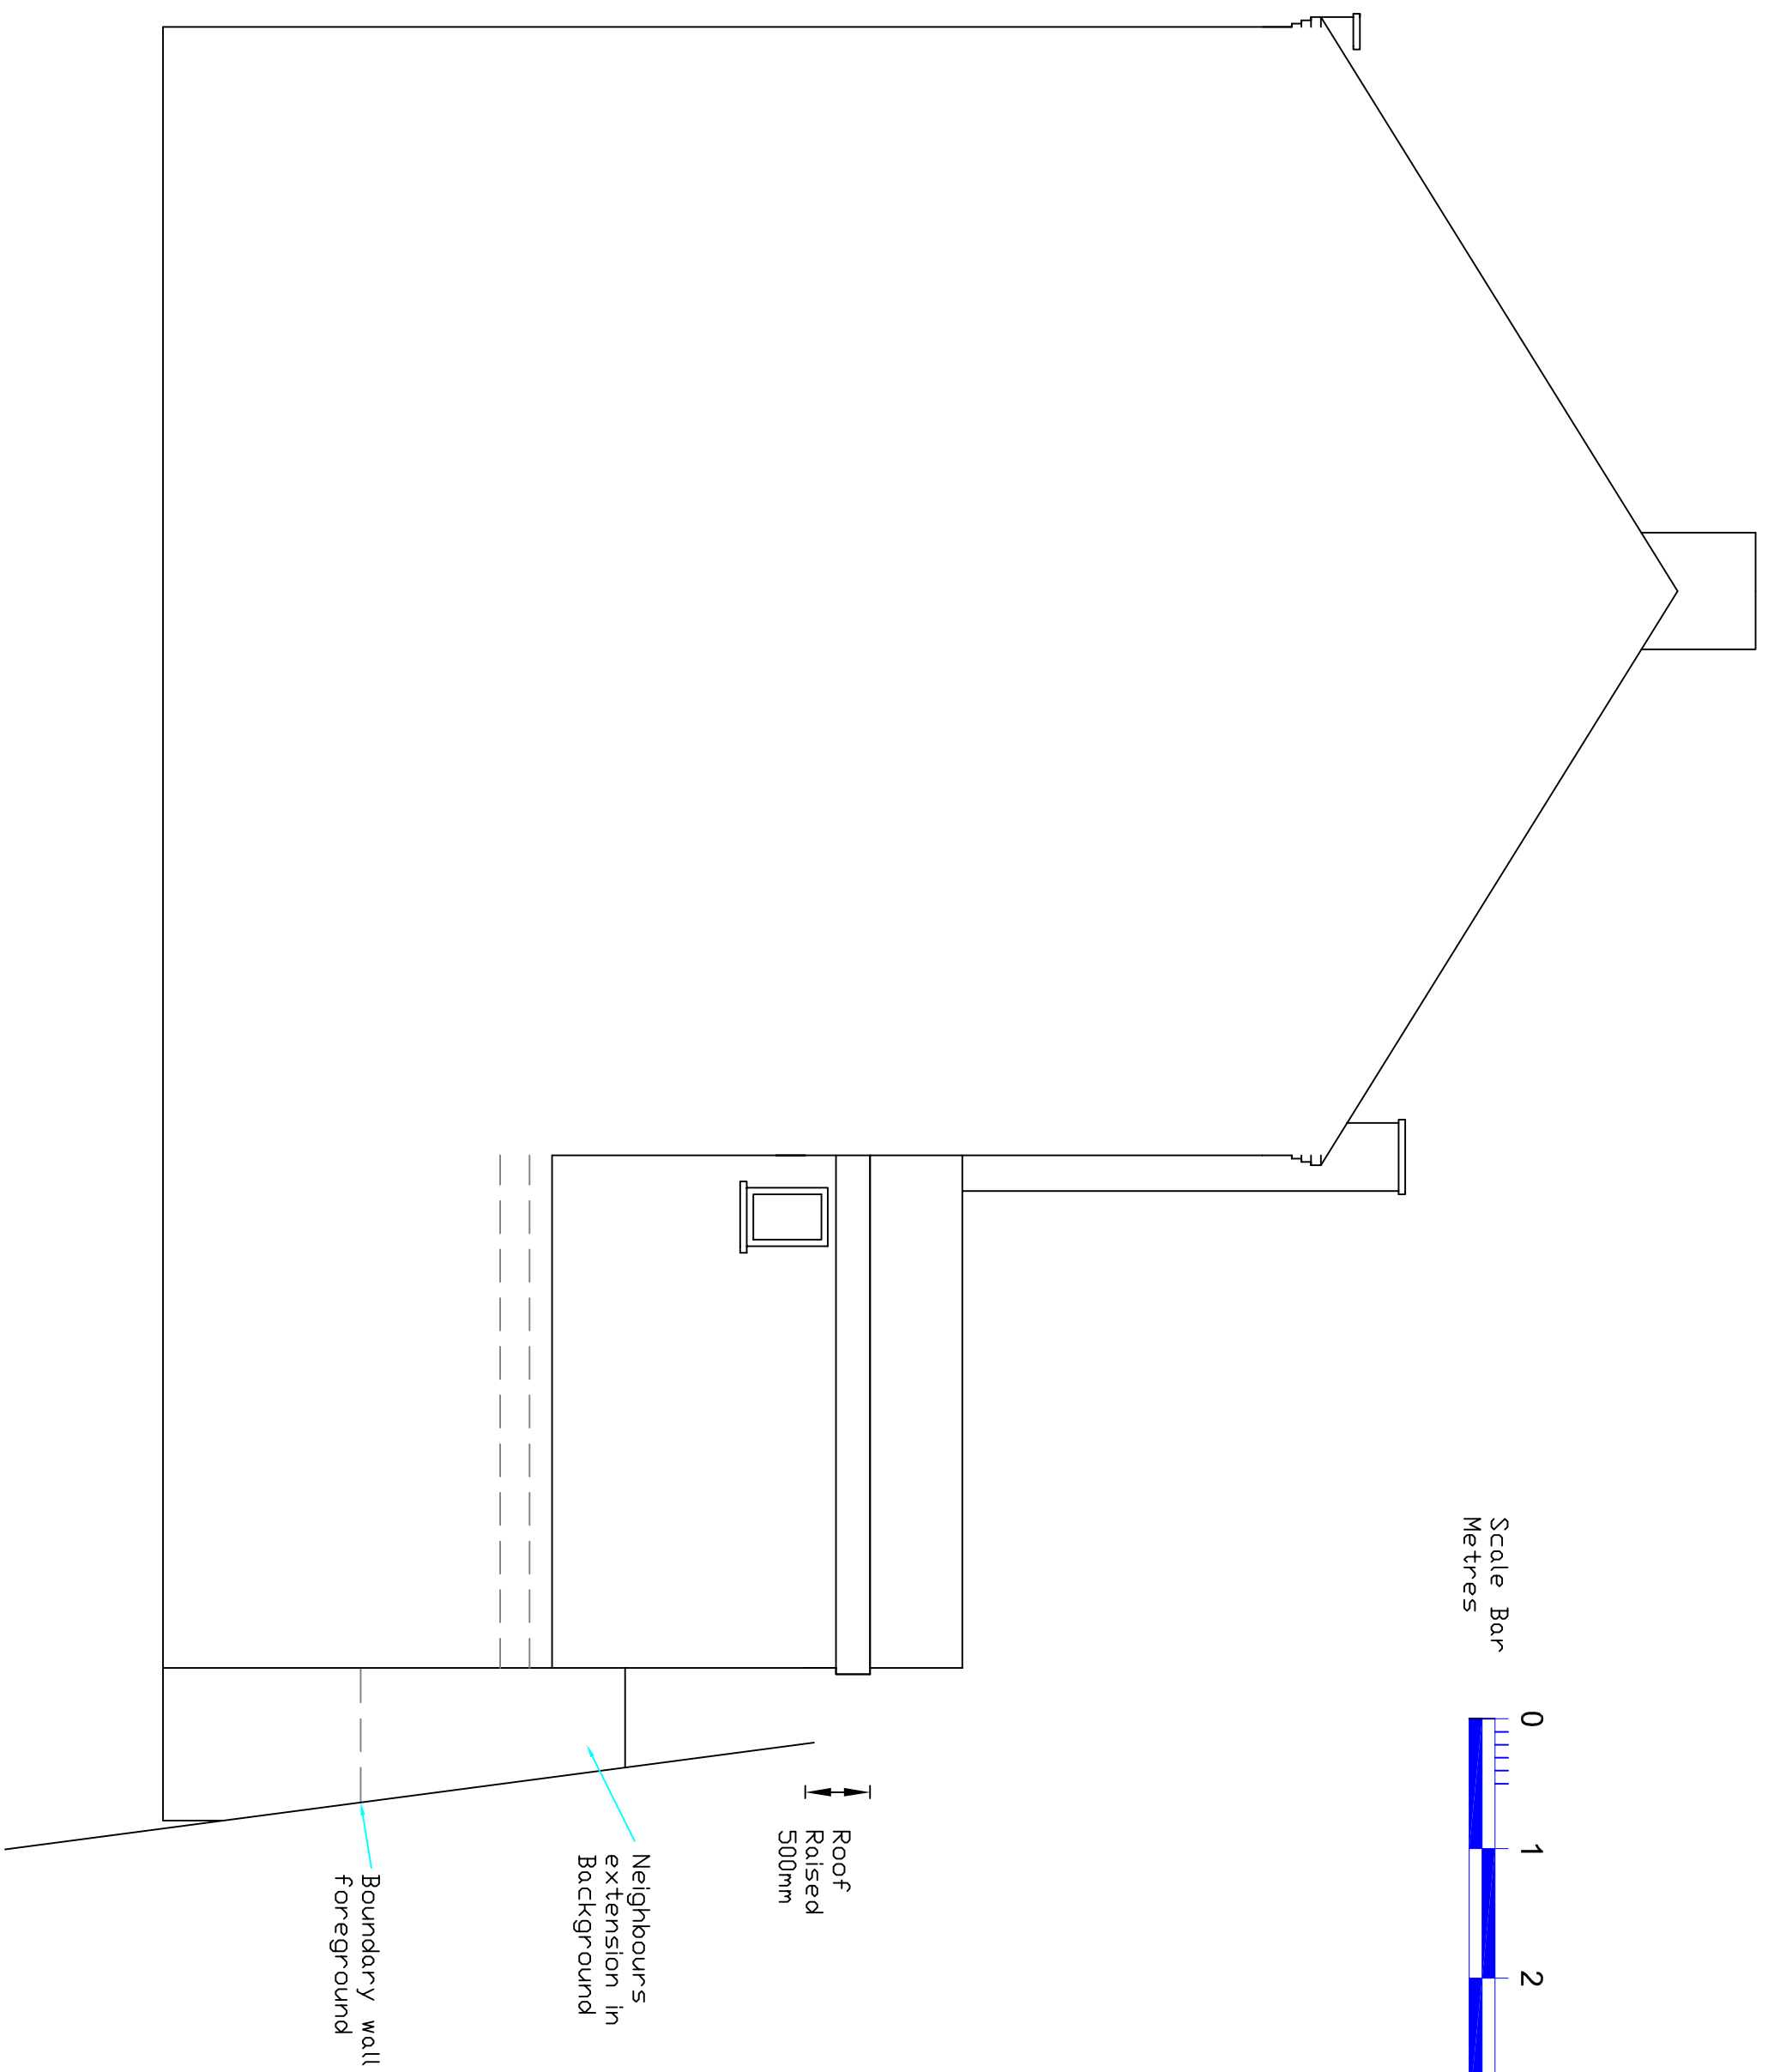 Scale Bar
Metres
0
1
2
Roof
Raised
500mm
Neighbours
extension in
Background
Boundary wall
foreground